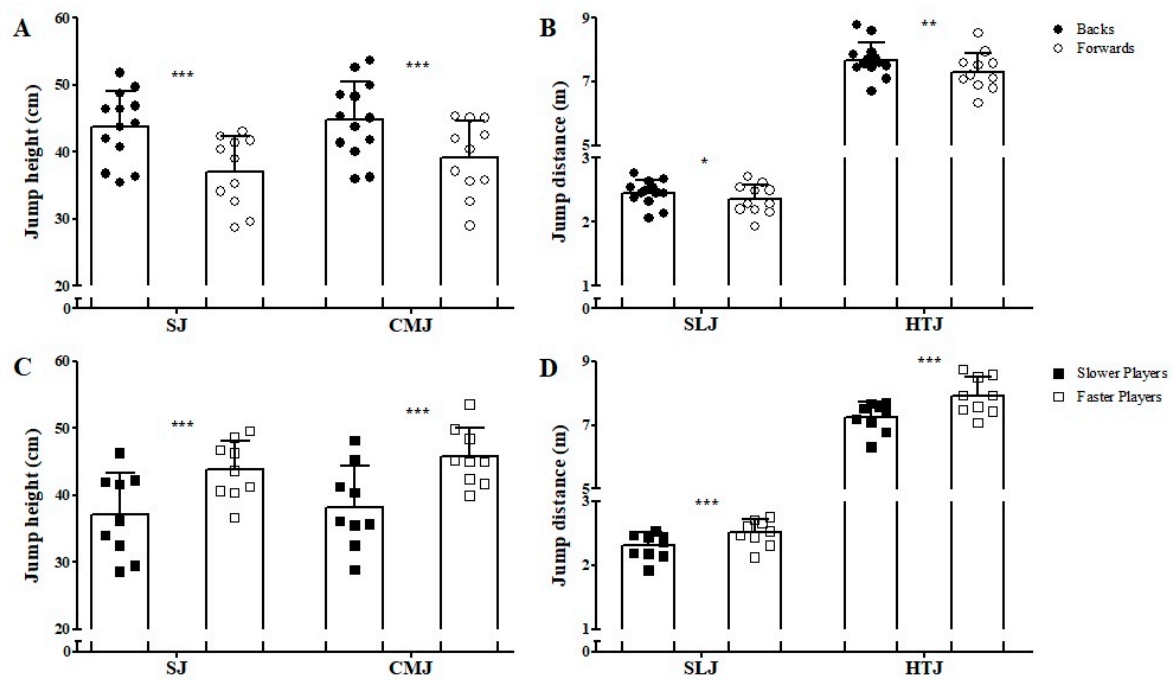 A
Jump height (cm)
60
50
40
30
20
0
***
***
SJ
CMJ
B
Jump distance (m)
9
7
5
3
2
1
0
*
**
SLJ
HTJ
Backs
Forwards
C
Jump height (cm)
60
50
40
30
20
0
***
***
SJ
CMJ
D
Jump distance (m)
9
7
5
3
2
1
0
***
***
SLJ
HTJ
Slower Players
Faster Players